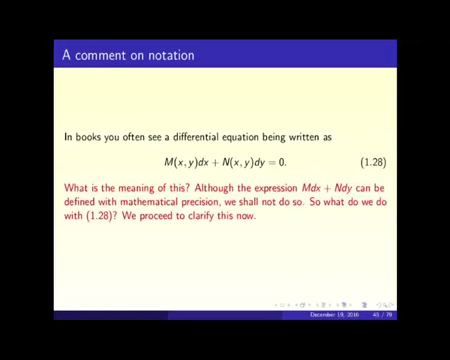 A comment on notation
In books you often see a differential equation being written as
M(x, y)dx + N(x, y)dy = 0. (1.28)
What is the meaning of this? Although the expression Mdx + Ndy can be
defined with mathematical precision, we shall not do so. So what do we do
with (1.28)? We proceed to clarify this now.
December 19, 2016 45 / 79